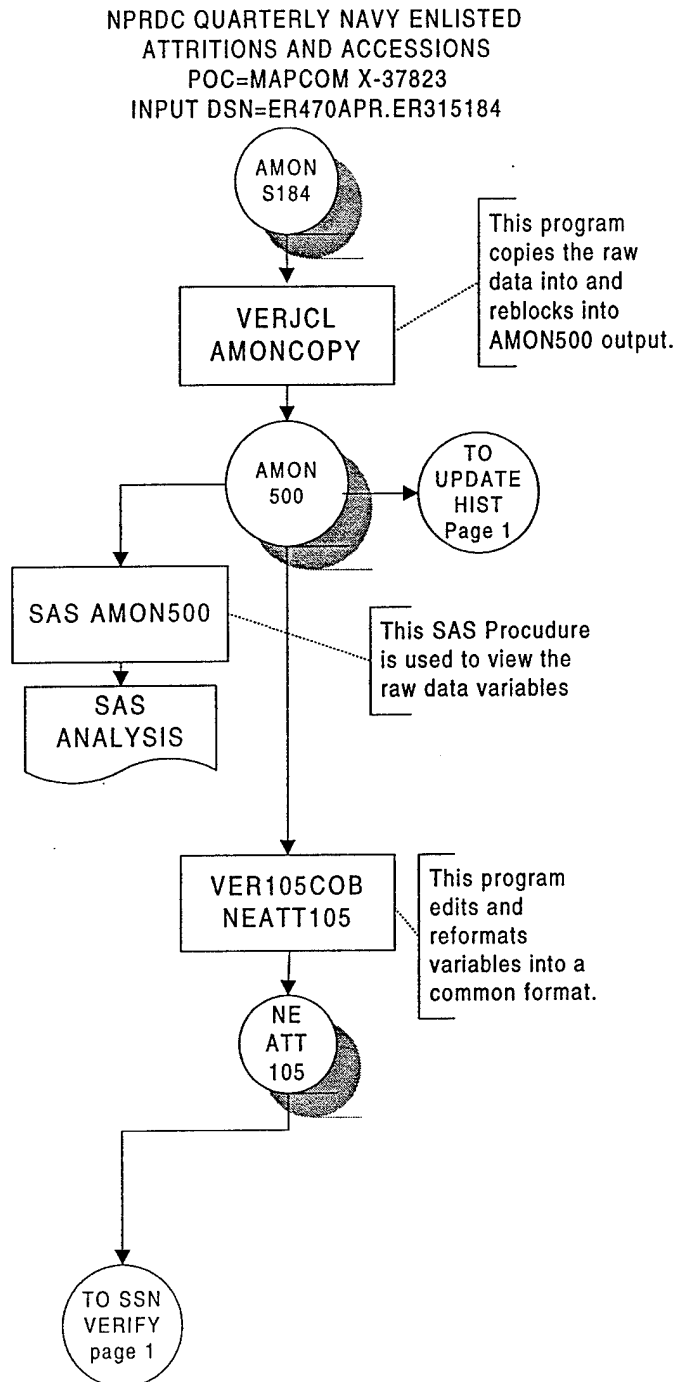 NPRDC QUARTERLY NAVY ENLISTED
ATTRITIONS AND ACCESSIONS
POC=MAPCOM X-37823
INPUT DSN=ER470APR.ER315184
AMON
S184
This program
copies the raw
data into and
reblocks into
AMON500 output.
VERJCL
AMONCOPY
AMON
500
TO
UPDATE
HIST
Page 1
SAS AMON500
This SAS Procudure
is used to view the
raw data variables
SAS
ANALYSIS
VER105COB
NEATT105
This program
edits and
reformats
variables into a
common format.
NE
ATT
105
TO SSN
VERIFY
page 1